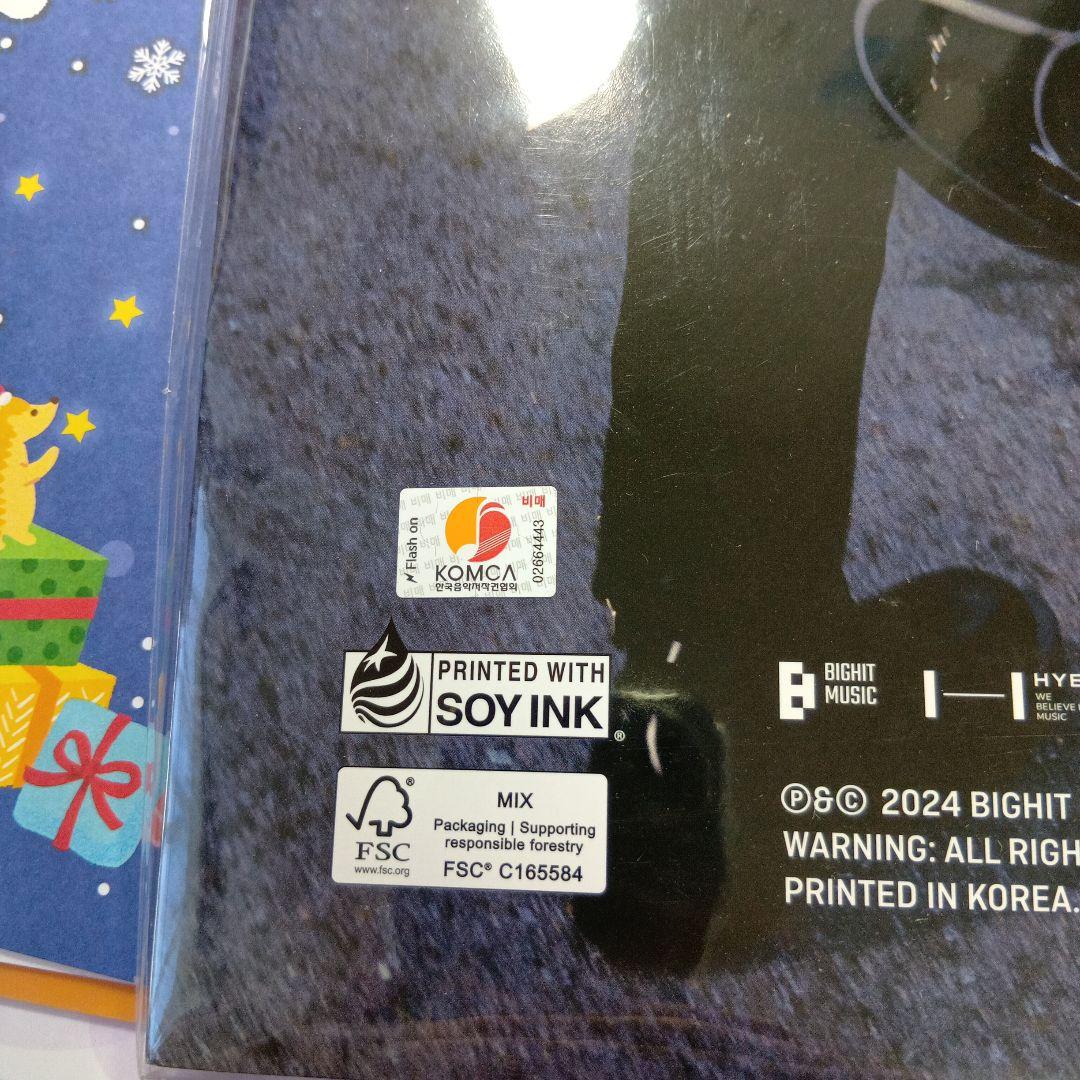 비매
Flash on
02664443
KOMCA
한국음악저작권협회
PRINTED WITH
SOY INK
®
BIGHIT
MUSIC
WE
BELIEVE
MUSIC
FSC®
www.fsc.org
MIX
Packaging | Supporting
responsible forestry
FSC® C165584
℗&© 2024 BIGHIT
WARNING: ALL
PRINTED IN KOREA.